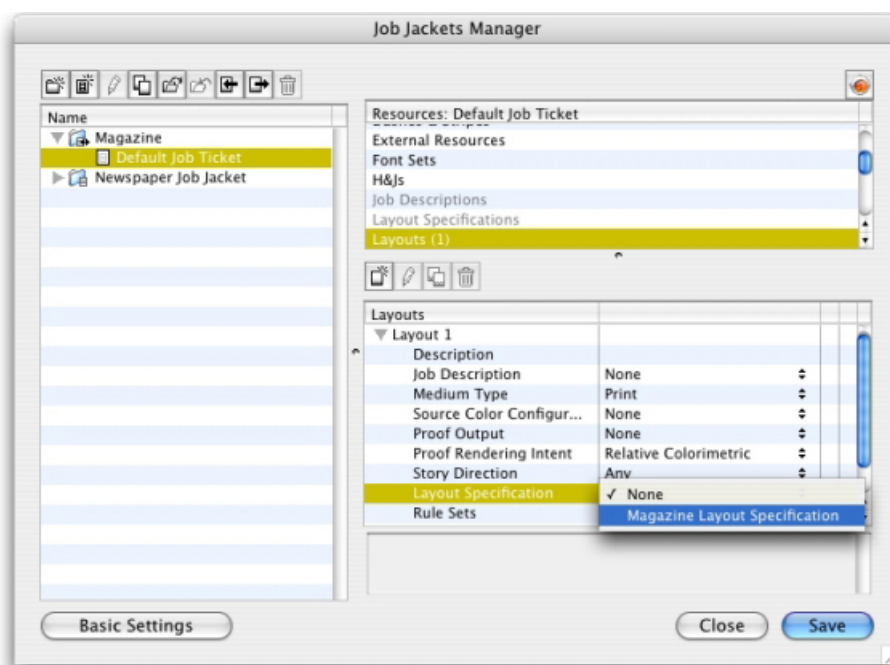 Job Jackets Manager
Name
Magazine
Default Job Ticket
Newspaper Job Jacket
Resources: Default Job Ticket
External Resources
Font Sets
H&Js
Job Descriptions
Layout Specifications
Layouts (1)
Layouts
Layout 1
Description
Job Description None
Medium Type Print
Source Color Configur... None
Proof Output None
Proof Rendering Intent Relative Colorimetric
Story Direction Any
Layout Specification ✓ None
Rule Sets Magazine Layout Specification
Basic Settings Close Save